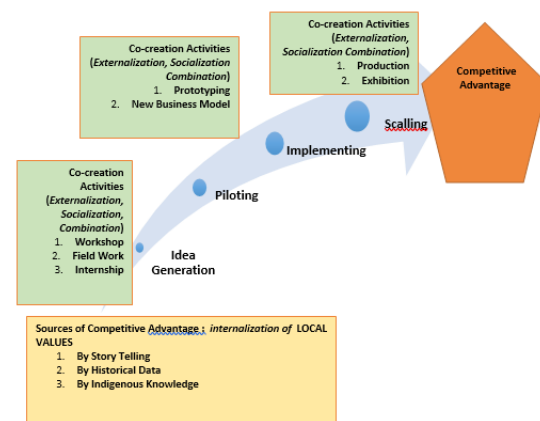 Co-creation Activities
(Externalization,
Socialization Combination)
1. Production
2. Exhibition
Competitive
Advantage
Co-creation Activities
(Externalization, Socialization
Combination)
1. Prototyping
2. New Business Model
Scalling
Implementing
Co-creation
Activities
(Externalization,
Socialization,
Combination)
1. Workshop
2. Field Work
3. Internship
Piloting
Idea
Generation
Sources of Competitive Advantage : internalization of LOCAL
VALUES
1. By Story Telling
2. By Historical Data
3. By Indigenous Knowledge